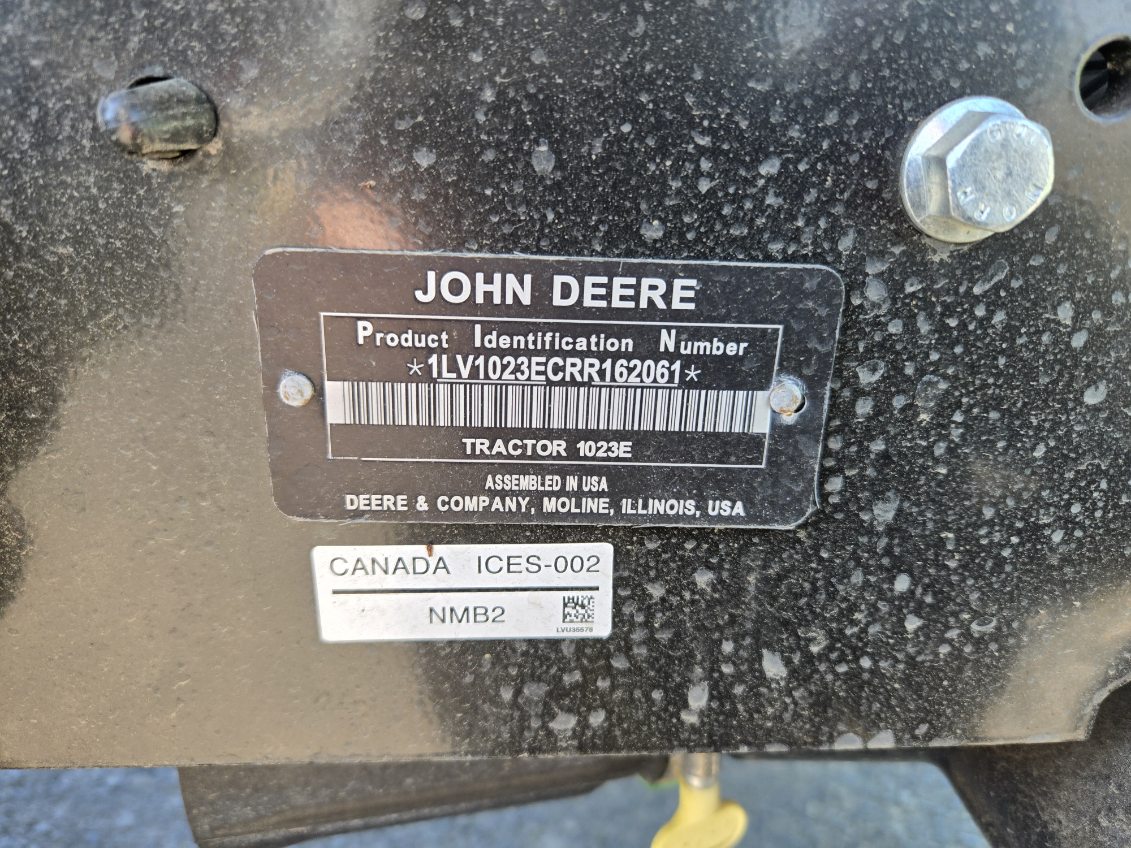 JOHN DEERE
Product Identification Number
*1LV1023ECRR162061*
TRACTOR 1023E
ASSEMBLED IN USA
DEERE & COMPANY, MOLINE, ILLINOIS, USA
CANADA ICES-002
NMB2